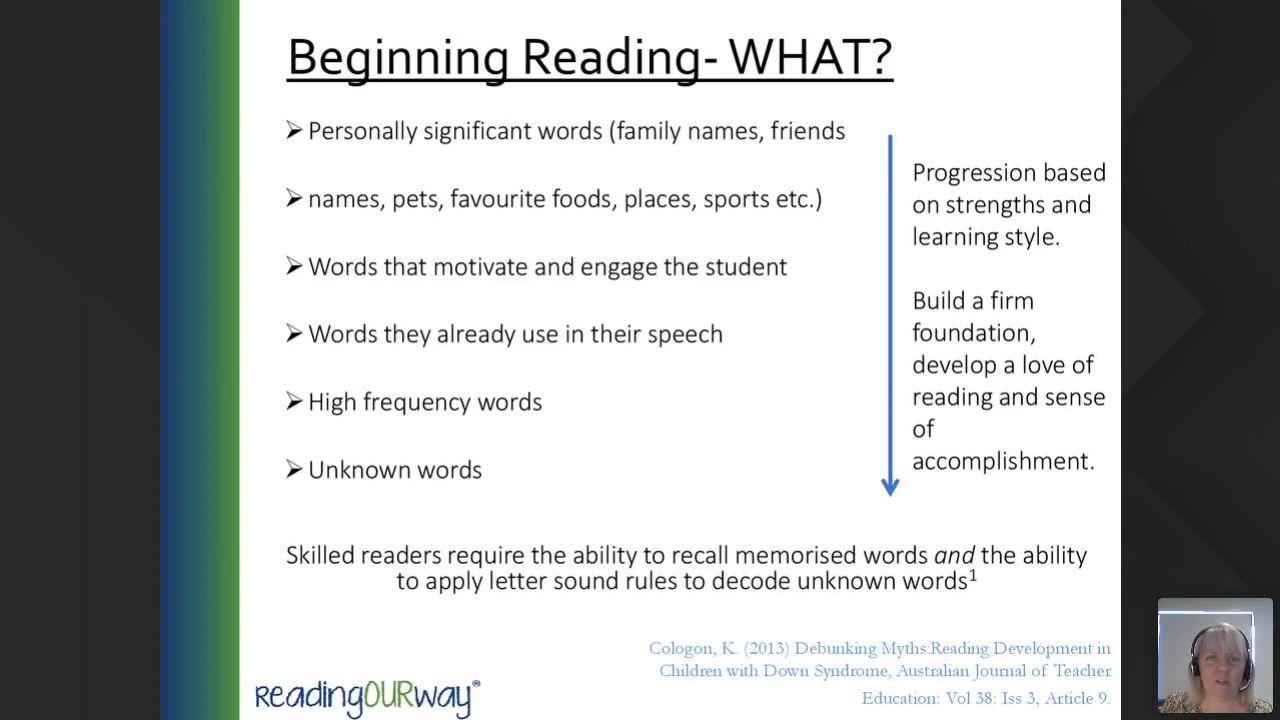 Beginning Reading- WHAT?
➢ Personally significant words (family names, friends
➢ names, pets, favourite foods, places, sports etc.)
➢ Words that motivate and engage the student
➢ Words they already use in their speech
➢ High frequency words
➢ Unknown words
Progression based
on strengths and
learning style.
Build a firm
foundation,
develop a love of
reading and sense
of
accomplishment.
Skilled readers require the ability to recall memorised words and the ability
to apply letter sound rules to decode unknown words¹
Cologon, K. (2013) Debunking Myths:Reading Development in
Children with Down Syndrome, Australian Journal of Teacher
Education: Vol 38: Iss 3, Article 9.
readingOURway®